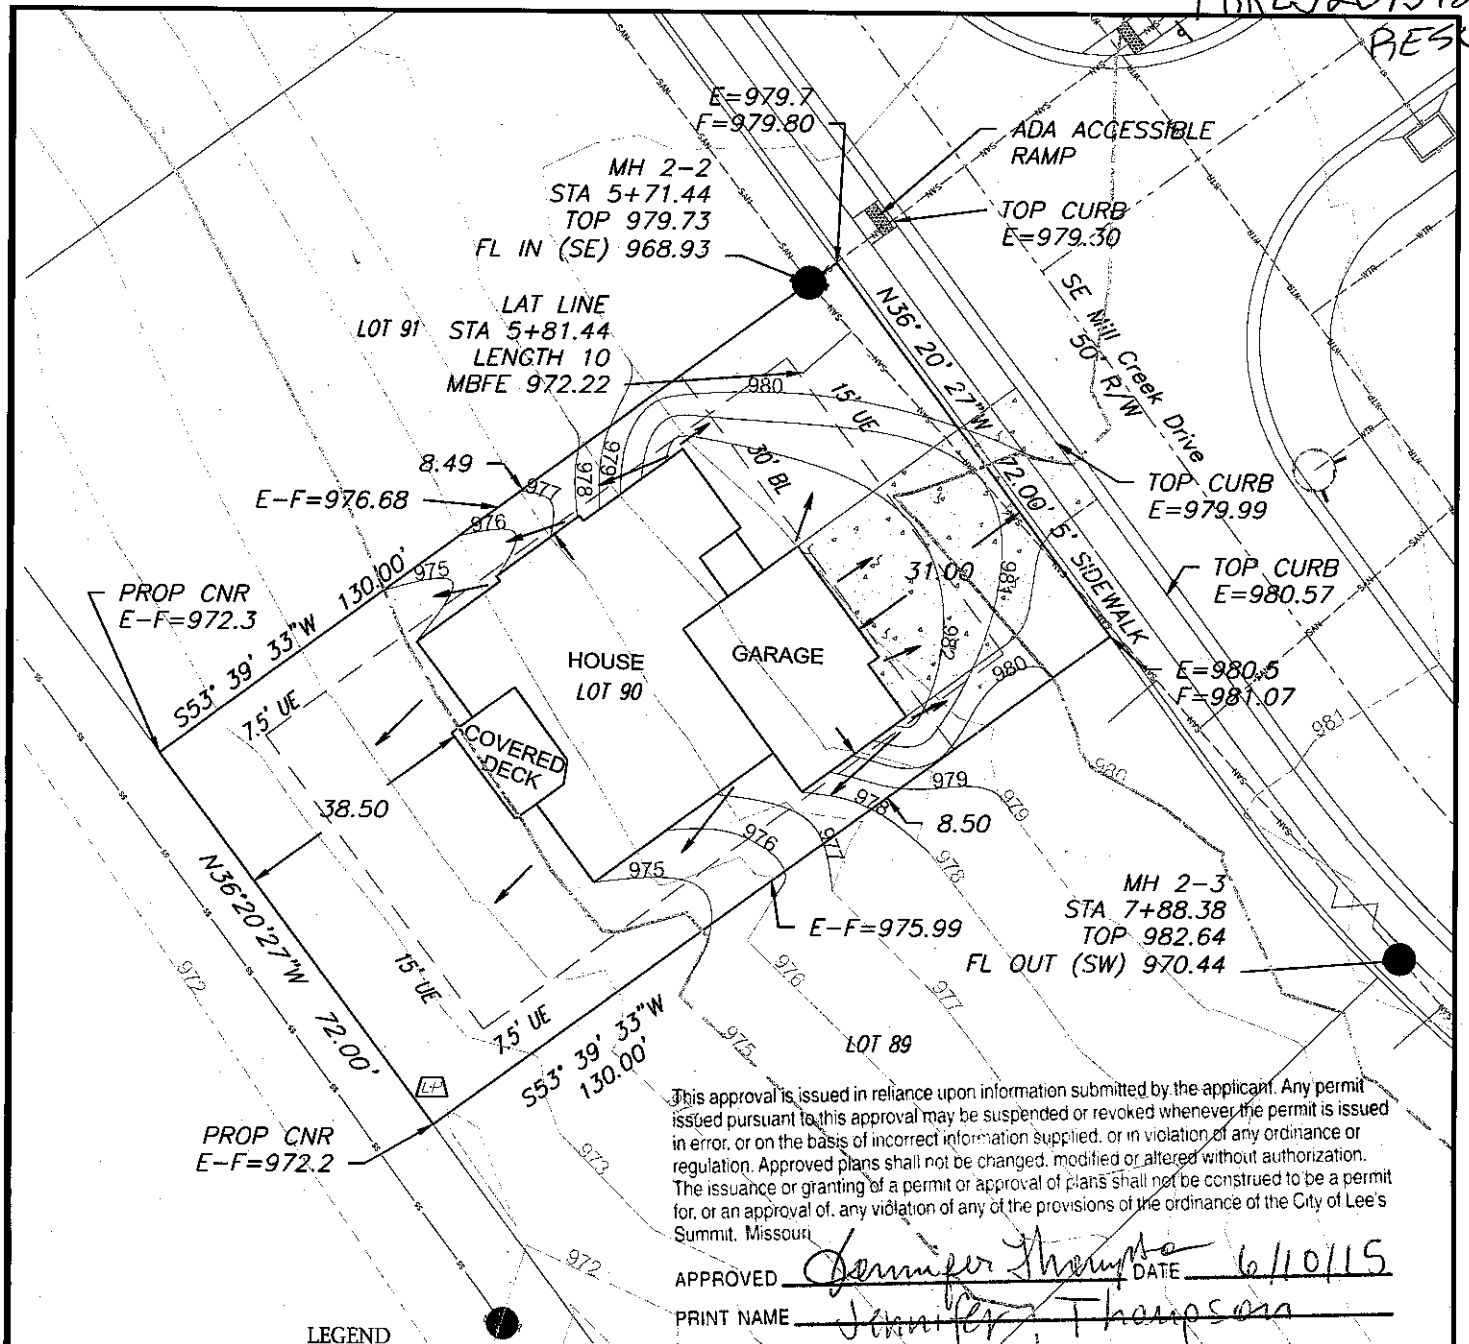 RESI
E=979.7
F=979.80
ADA ACCESSIBLE
RAMP
MH 2-2
STA 5+71.44
TOP 979.73
FL IN (SE) 968.93
TOP CURB
E=979.30
LAT LINE
LOT 91 STA 5+81.44
LENGTH 10
MBFE 972.22
SE Mill Creek Drive
50' R/W
N36° 20' 27"W 72.00'
980
15' UE
30' BL
8.49
979
978
977
E-F=976.68
976
975
TOP CURB
E=979.99
5' SIDEWALK
TOP CURB
E=980.57
31.00
981
982
980
PROP CNR
E-F=972.3
S53° 39' 33"W 130.00'
7.5' UE
HOUSE
LOT 90
GARAGE
COVERED
DECK
E=980.5
F=981.07
981
980
979
978
979
8.50
38.50
977
976
975
978
E-F=975.99
MH 2-3
STA 7+88.38
TOP 982.64
FL OUT (SW) 970.44
N36°20'27"W 72.00'
972
15' UE
7.5' UE
S53° 39' 33"W
130.00'
976
977
975
LOT 89
PROP CNR
E-F=972.2
973
972
This approval is issued in reliance upon information submitted by the applicant. Any permit
issued pursuant to this approval may be suspended or revoked whenever the permit is issued
in error, or on the basis of incorrect information supplied, or in violation of any ordinance or
regulation. Approved plans shall not be changed, modified or altered without authorization.
The issuance or granting of a permit or approval of plans shall not be construed to be a permit
for, or an approval of, any violation of any of the provisions of the ordinance of the City of Lee's
Summit, Missouri
APPROVED Jennifer Thompson DATE 6/10/15
PRINT NAME Jennifer Thompson
LEGEND